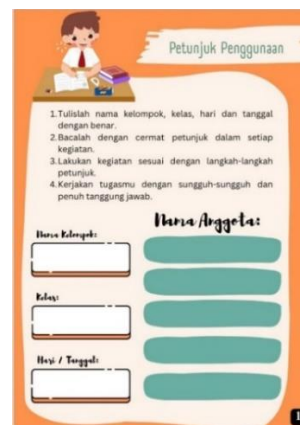 Petunjuk Penggunaan
1.Tulislah nama kelompok, kelas, hari dan tanggal
dengan benar.
2.Bacalah dengan cermat petunjuk dalam setiap
kegiatan.
3.Lakukan kegiatan sesuai dengan langkah-langkah
petunjuk.
4.Kerjakan tugasmu dengan sungguh-sungguh dan
penuh tanggung jawab.
Nama Anggota:
Nama Kelompok:
Kelas:
Hari / Tanggal: